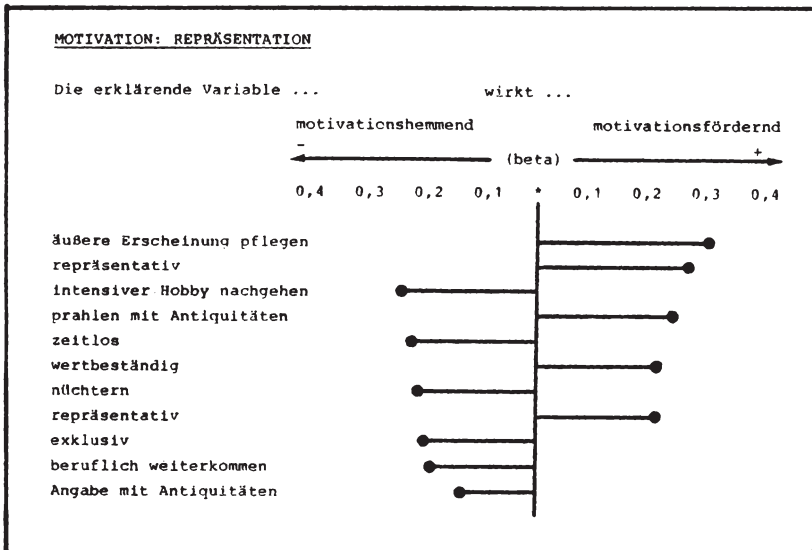 MOTIVATION: REPRÄSENTATION
Die erklärende Variable ... wirkt ...
motivationshemmend motivationsfördernd
- (beta) +
0,4 0,3 0,2 0,1 * 0,1 0,2 0,3 0,4
äußere Erscheinung pflegen
repräsentativ
intensiver Hobby nachgehen
prahlen mit Antiquitäten
zeitlos
wertbeständig
nüchtern
repräsentativ
exklusiv
beruflich weiterkommen
Angabe mit Antiquitäten